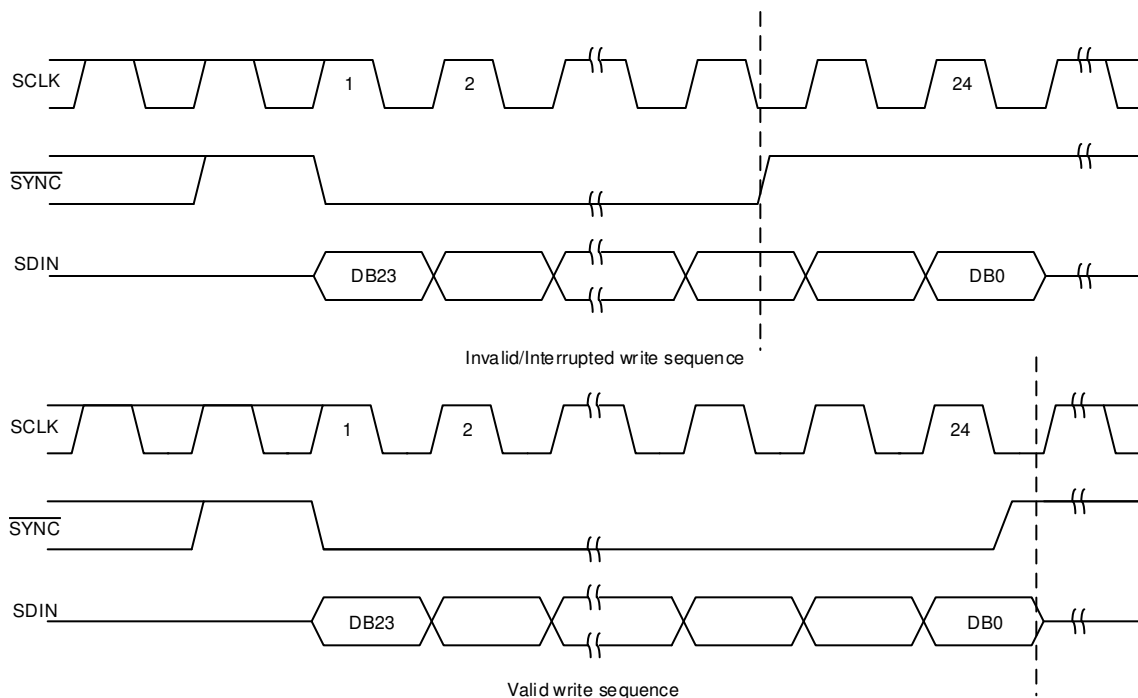 SCLK 1 2 24
SYNC
SDIN DB23 DB0
Invalid/Interrupted write sequence
SCLK 1 2 24
SYNC
SDIN DB23 DB0
Valid write sequence